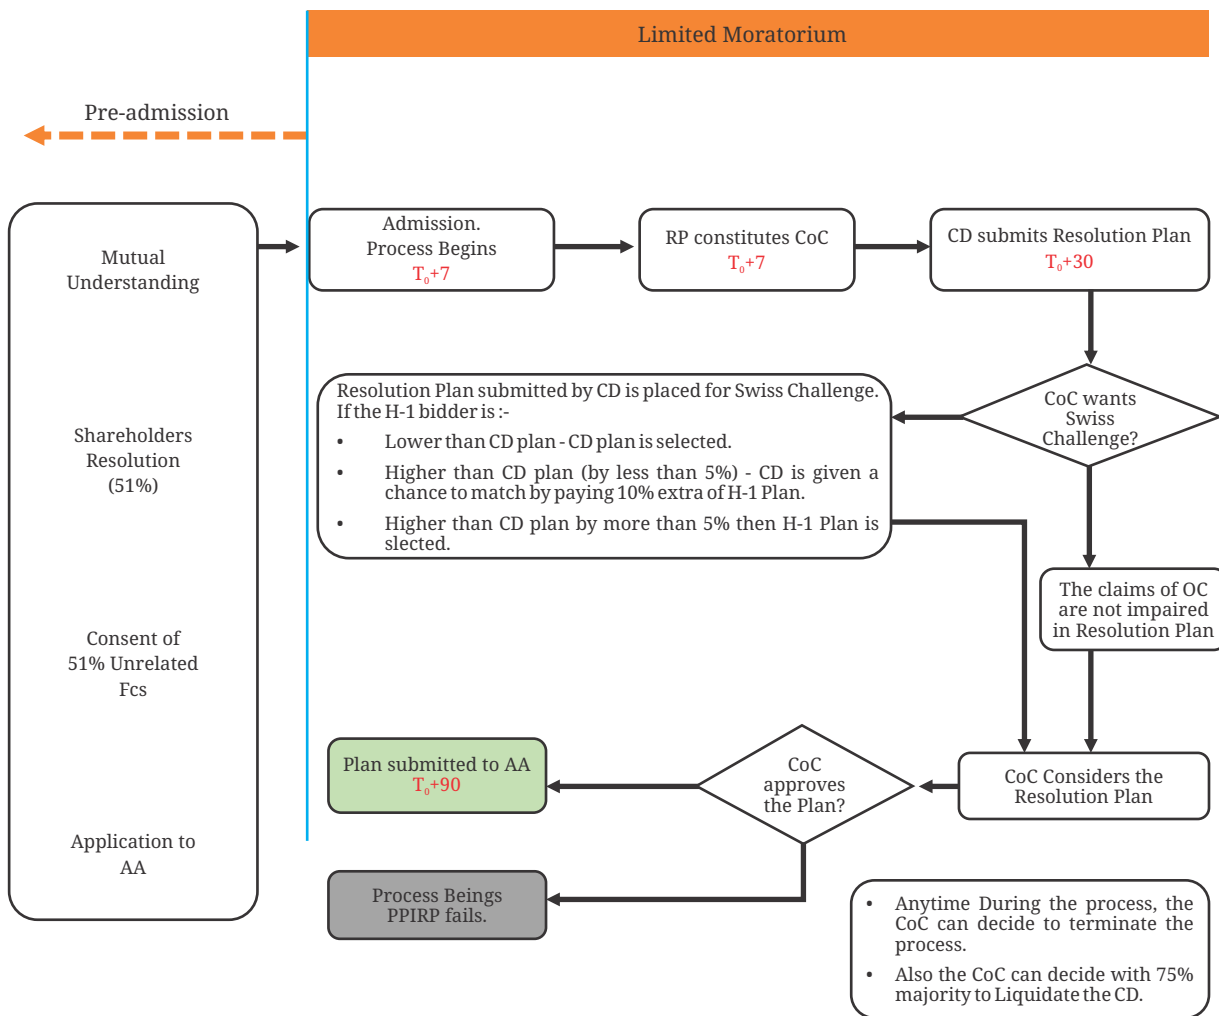 Limited Moratorium
Pre-admission
Mutual
Understanding
Shareholders
Resolution
(51%)
Consent of
51% Unrelated
Fcs
Application to
AA
Admission.
Process Begins
T₀+7
RP constitutes CoC
T₀+7
CD submits Resolution Plan
T₀+30
CoC wants
Swiss
Challenge?
Resolution Plan submitted by CD is placed for Swiss Challenge.
If the H-1 bidder is :-
• Lower than CD plan - CD plan is selected.
• Higher than CD plan (by less than 5%) - CD is given a
chance to match by paying 10% extra of H-1 Plan.
• Higher than CD plan by more than 5% then H-1 Plan is
slected.
The claims of OC
are not impaired
in Resolution Plan
CoC Considers the
Resolution Plan
CoC
approves
the Plan?
Plan submitted to AA
T₀+90
Process Beings
PPIRP fails.
• Anytime During the process, the
CoC can decide to terminate the
process.
• Also the CoC can decide with 75%
majority to Liquidate the CD.